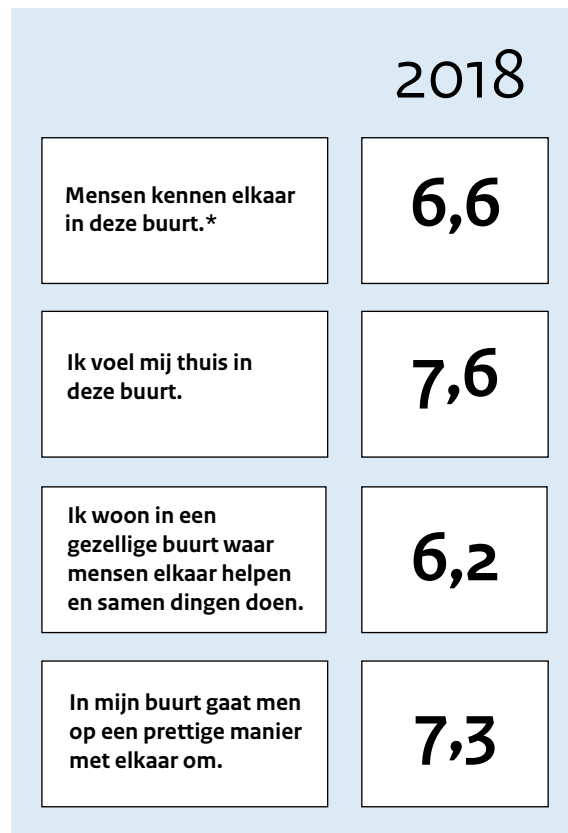 2018
Mensen kennen elkaar
in deze buurt.*
6,6
Ik voel mij thuis in
deze buurt.
7,6
Ik woon in een
gezellige buurt waar
mensen elkaar helpen
en samen dingen doen.
6,2
In mijn buurt gaat men
op een prettige manier
met elkaar om.
7,3